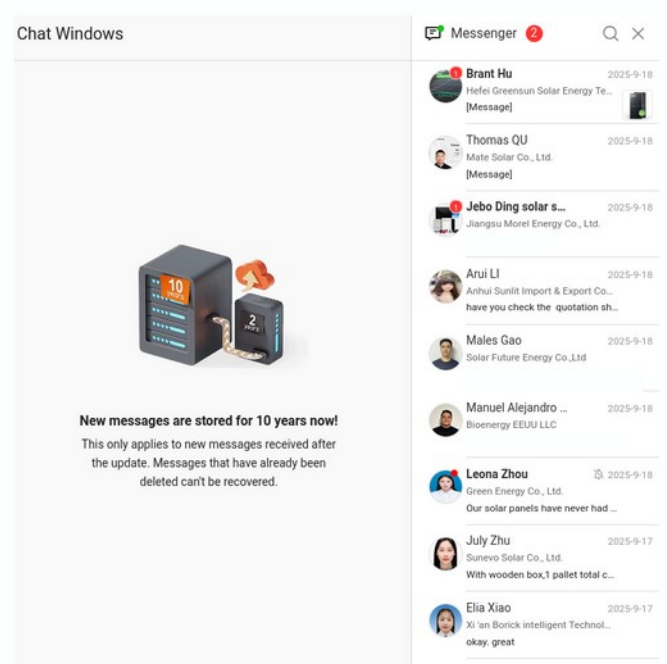 Chat Windows
Messenger 2
1
Brant Hu 2025-9-18
Hefei Greensun Solar Energy Te...
[Message]
Thomas QU 2025-9-18
Mate Solar Co., Ltd.
[Message]
1
Jebo Ding solar s... 2025-9-18
Jiangsu Morel Energy Co., Ltd.
Arui LI 2025-9-18
Anhui Sunlit Import & Export Co...
have you check the quotation sh...
Males Gao 2025-9-18
Solar Future Energy Co.,Ltd
Manuel Alejandro ... 2025-9-18
Bioenergy EEUU LLC
Leona Zhou 2025-9-18
Green Energy Co., Ltd.
Our solar panels have never had ...
July Zhu 2025-9-17
Sunevo Solar Co., Ltd.
With wooden box,1 pallet total c...
Elia Xiao 2025-9-17
Xi 'an Borick intelligent Technol...
okay. great
10
years
2
years
New messages are stored for 10 years now!
This only applies to new messages received after
the update. Messages that have already been
deleted can't be recovered.